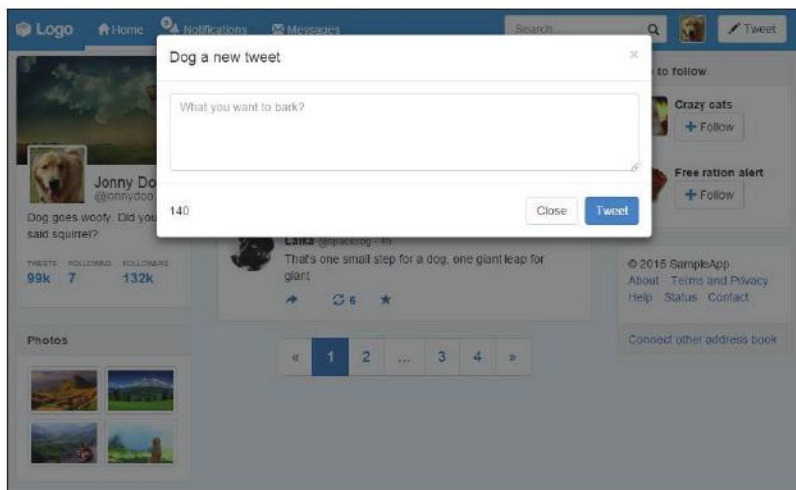 Logo Home 4 Notifications Messages Search... Tweet
Dog a new tweet ×
What you want to bark?
140 Close Tweet
to follow
Crazy cats
+ Follow
Free ration alert
+ Follow
Jonny Do
@jonnydoo
Dog goes woofy. Did you
said squirrel?
TWEETS FOLLOWING FOLLOWERS
99k 7 132k
Photos
Laika @spacedog - 4h
That's one small step for a dog, one giant leap for
giant
6
« 1 2 ... 3 4 »
© 2015 SampleApp
About Terms and Privacy
Help Status Contact
Connect other address book